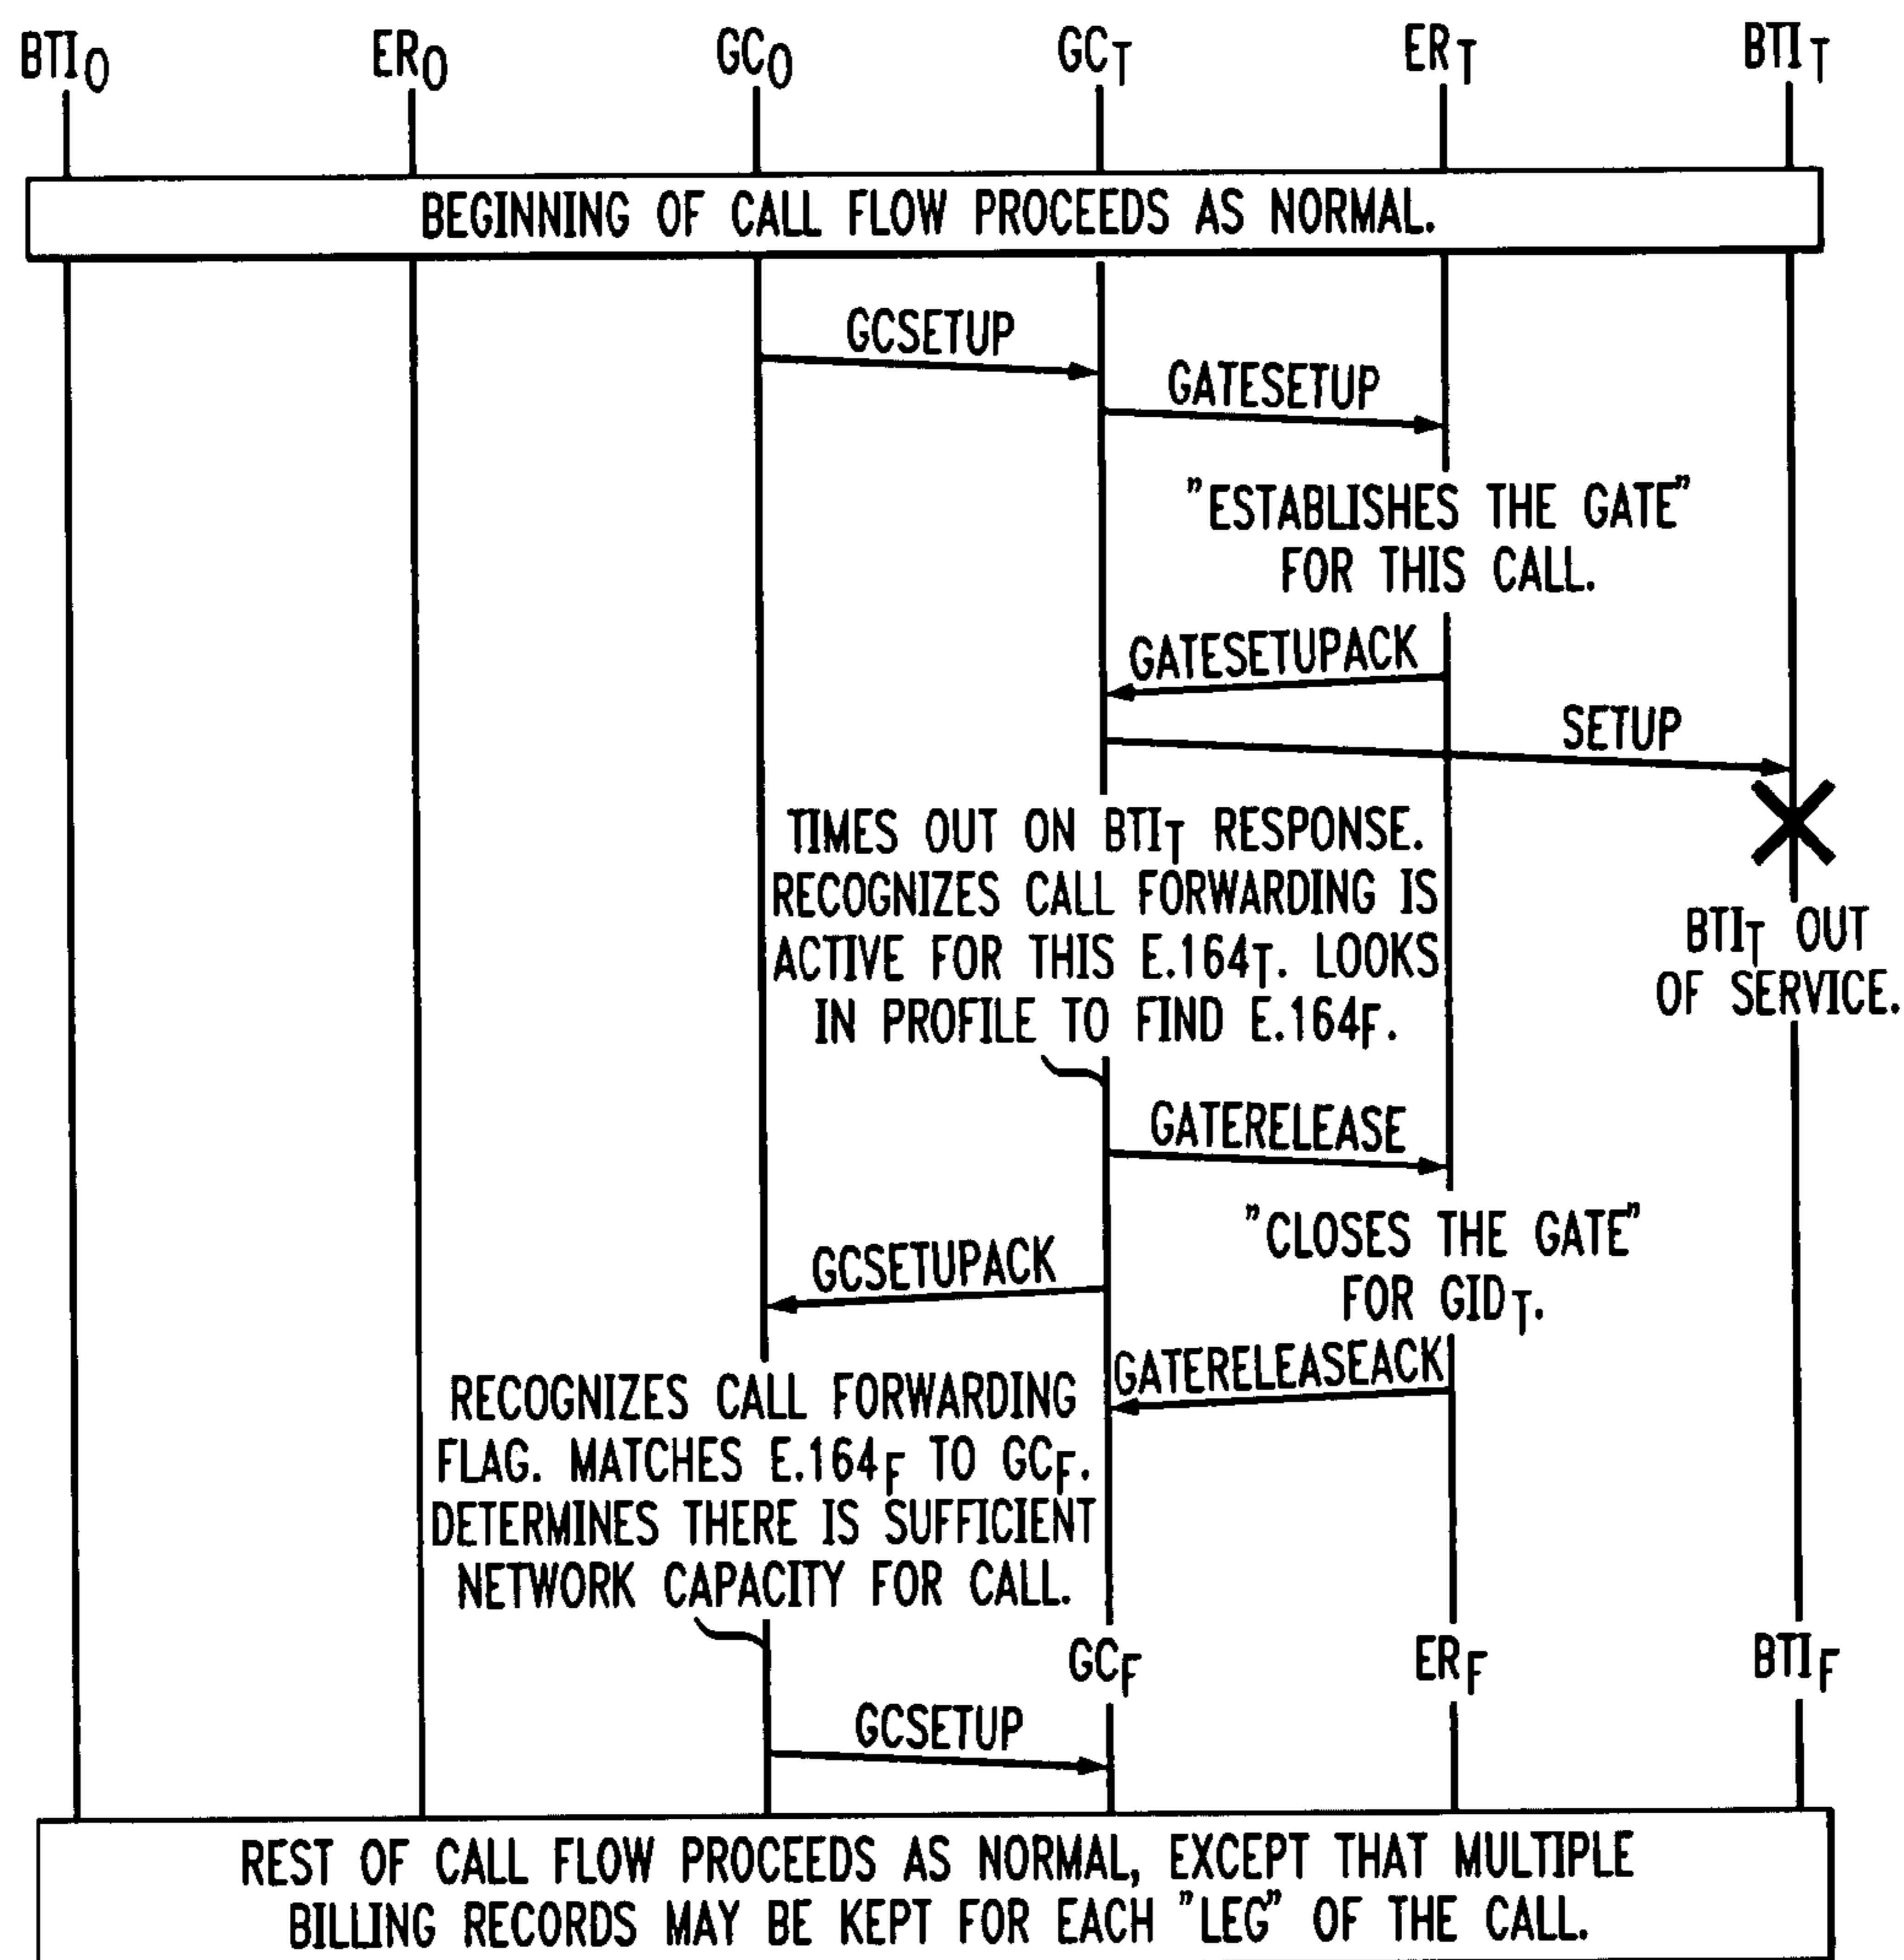 BTIO ERO GCO GCT ERT BTIT
BEGINNING OF CALL FLOW PROCEEDS AS NORMAL.
GCSETUP
GATESETUP
"ESTABLISHES THE GATE"
FOR THIS CALL.
GATESETUPACK
SETUP
TIMES OUT ON BTIT RESPONSE.
RECOGNIZES CALL FORWARDING IS
ACTIVE FOR THIS E.164T. LOOKS
IN PROFILE TO FIND E.164F.
BTIT OUT
OF SERVICE.
GATERELEASE
"CLOSES THE GATE"
FOR GIDT.
GCSETUPACK
GATERELEASEACK
RECOGNIZES CALL FORWARDING
FLAG. MATCHES E.164F TO GCF.
DETERMINES THERE IS SUFFICIENT
NETWORK CAPACITY FOR CALL.
GCF ERF BTIF
GCSETUP
REST OF CALL FLOW PROCEEDS AS NORMAL, EXCEPT THAT MULTIPLE
BILLING RECORDS MAY BE KEPT FOR EACH "LEG" OF THE CALL.